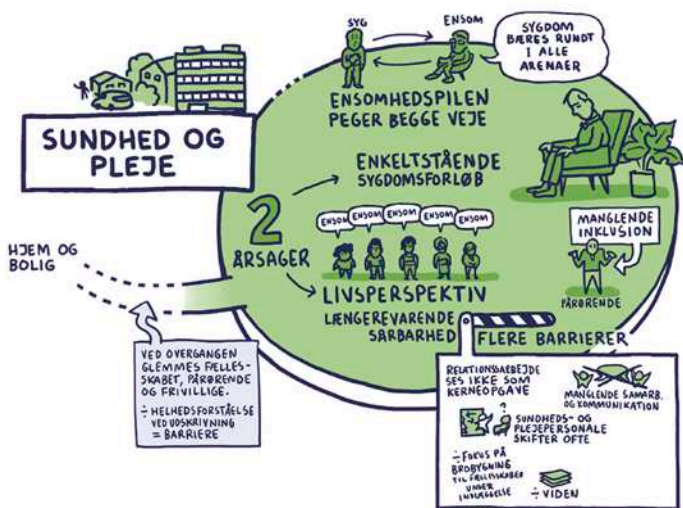 SYG
ENSOM
SYGDOM
BÆRES RUNDT
I ALLE
ARENAER
ENSOMHEDSPILEN
PEGER BEGGE VEJE
SUNDHED OG
PLEJE
ENKELTSTÅENDE
SYGDOMSFORLØB
2
ÅRSAGER
ENSOM
ENSOM
ENSOM
ENSOM
ENSOM
MANGLENDE
INKLUSION
PÅRØRENDE
HJEM OG
BOLIG
LIVSPERSPEKTIV
LÆNGEREVARENDE
SÅRBARHED
FLERE BARRIERER
VED OVERGANGEN
GLEMMES FÆLLES-
SKABET, PÅRØRENDE
OG FRIVILLIGE.
÷ HELHEDSFORSTÅELSE
VED UDSKRIVNING
= BARRIERE
RELATIONSARBEJDE
SES IKKE SOM
KERNEOPGAVE
MANGLENDE SAMARB.
OG KOMMUNIKATION
?
SUNDHEDS- OG
PLEJEPERSONALE
SKIFTER OFTE
÷ FOKUS PÅ
BROBYGNING
TIL FÆLLESSKABER
UNDER
INDLÆGGELSE
÷ VIDEN